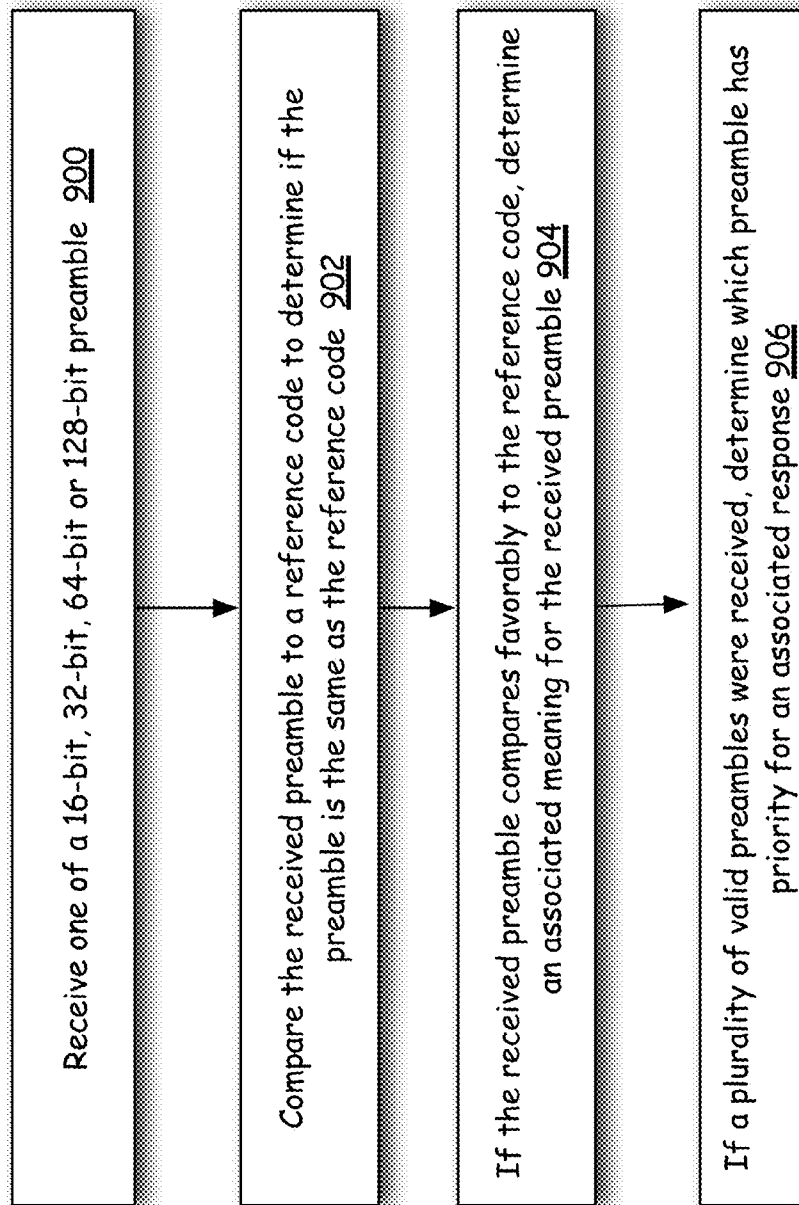 Receive one of a 16-bit, 32-bit, 64-bit or 128-bit preamble 900
Compare the received preamble to a reference code to determine if the
preamble is the same as the reference code 902
If the received preamble compares favorably to the reference code, determine
an associated meaning for the received preamble 904
If a plurality of valid preambles were received, determine which preamble has
priority for an associated response 906